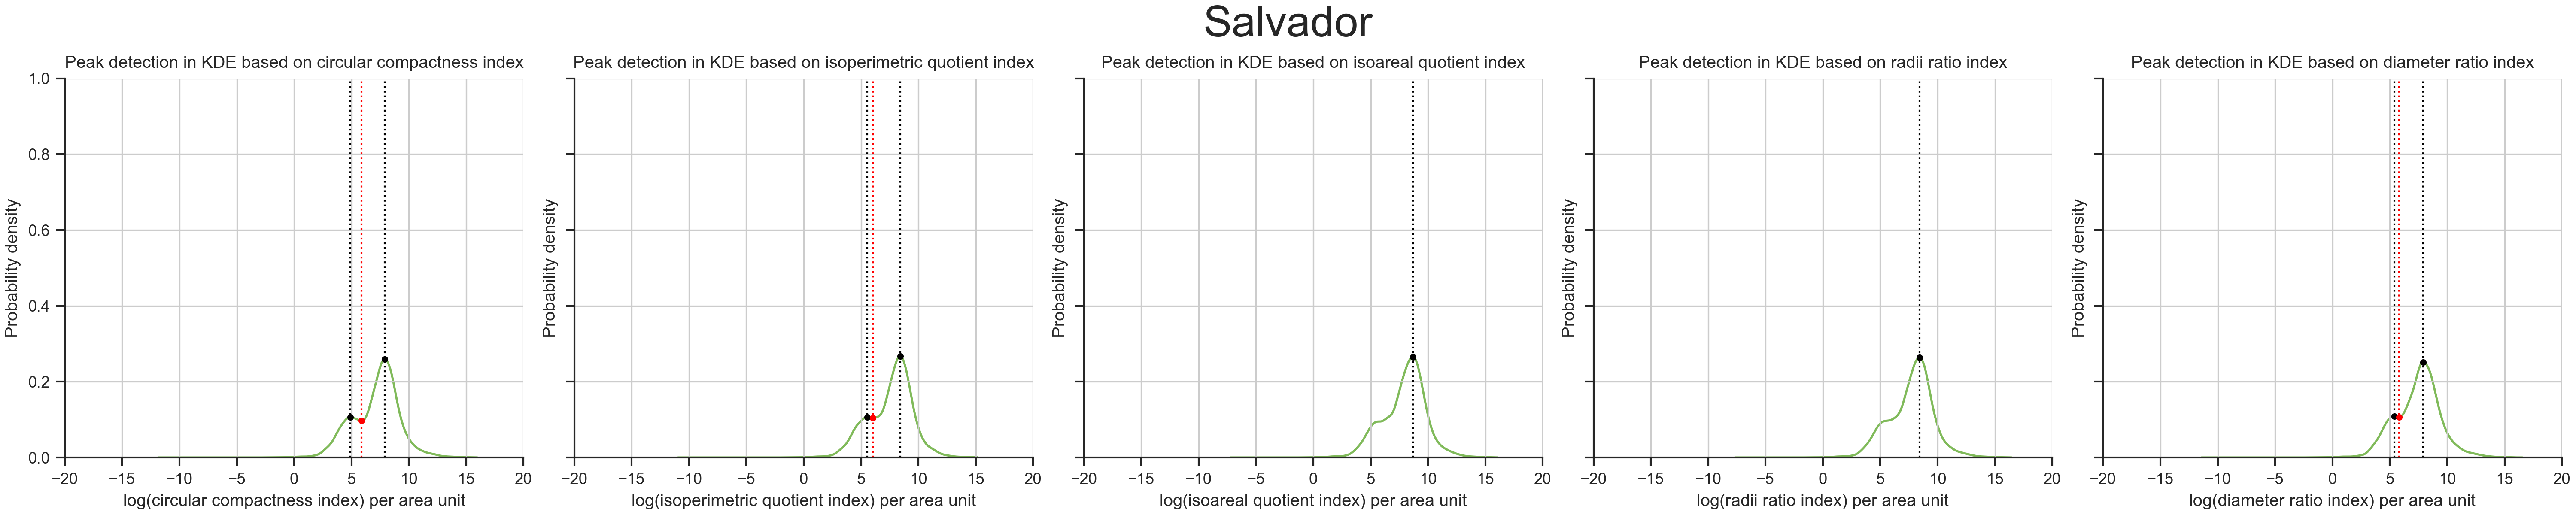 Salvador
Peak detection in KDE based on circular compactness index
Peak detection in KDE based on isoperimetric quotient index
Peak detection in KDE based on isoareal quotient index
Peak detection in KDE based on radii ratio index
Peak detection in KDE based on diameter ratio index
1.0
0.8
0.6
0.4
0.2
0.0
Probability density
Probability density
Probability density
Probability density
Probability density
−20 −15 −10 −5 0 5 10 15 20
−20 −15 −10 −5 0 5 10 15 20
−20 −15 −10 −5 0 5 10 15 20
−20 −15 −10 −5 0 5 10 15 20
−20 −15 −10 −5 0 5 10 15 20
log(circular compactness index) per area unit
log(isoperimetric quotient index) per area unit
log(isoareal quotient index) per area unit
log(radii ratio index) per area unit
log(diameter ratio index) per area unit